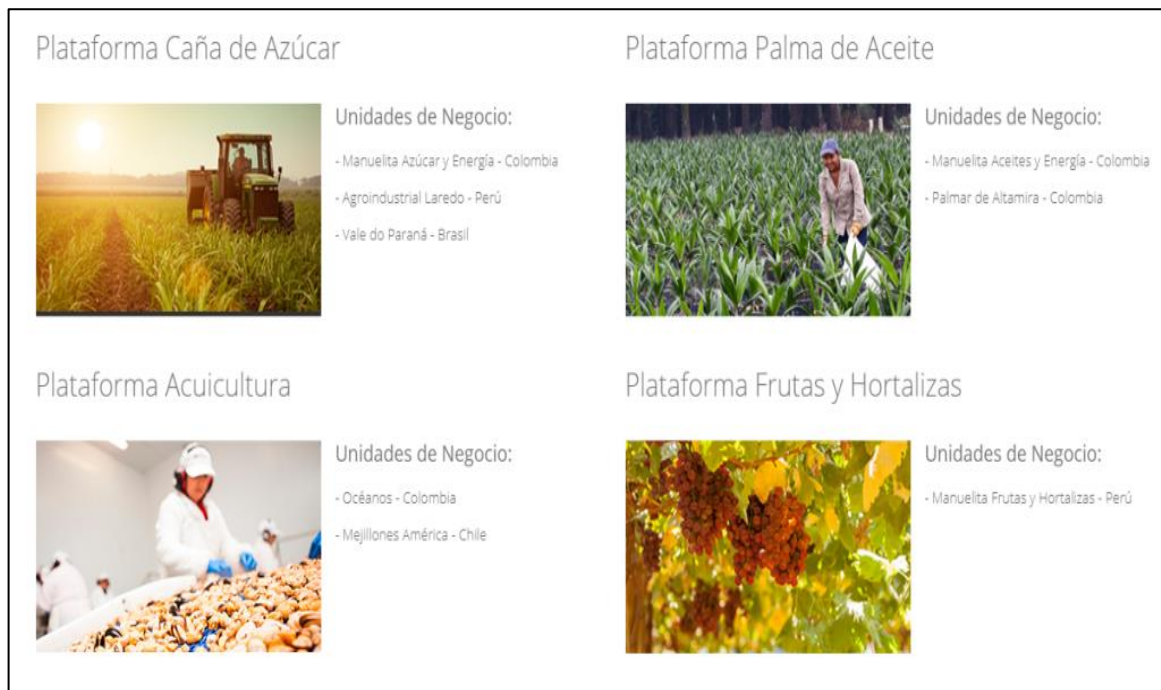 Plataforma Caña de Azúcar
Unidades de Negocio:
- Manuelita Azúcar y Energía - Colombia
- Agroindustrial Laredo - Perú
- Vale do Paraná - Brasil
Plataforma Palma de Aceite
Unidades de Negocio:
- Manuelita Aceites y Energía - Colombia
- Palmar de Altamira - Colombia
Plataforma Acuicultura
Unidades de Negocio:
- Océanos - Colombia
- Mejillones América - Chile
Plataforma Frutas y Hortalizas
Unidades de Negocio:
- Manuelita Frutas y Hortalizas - Perú